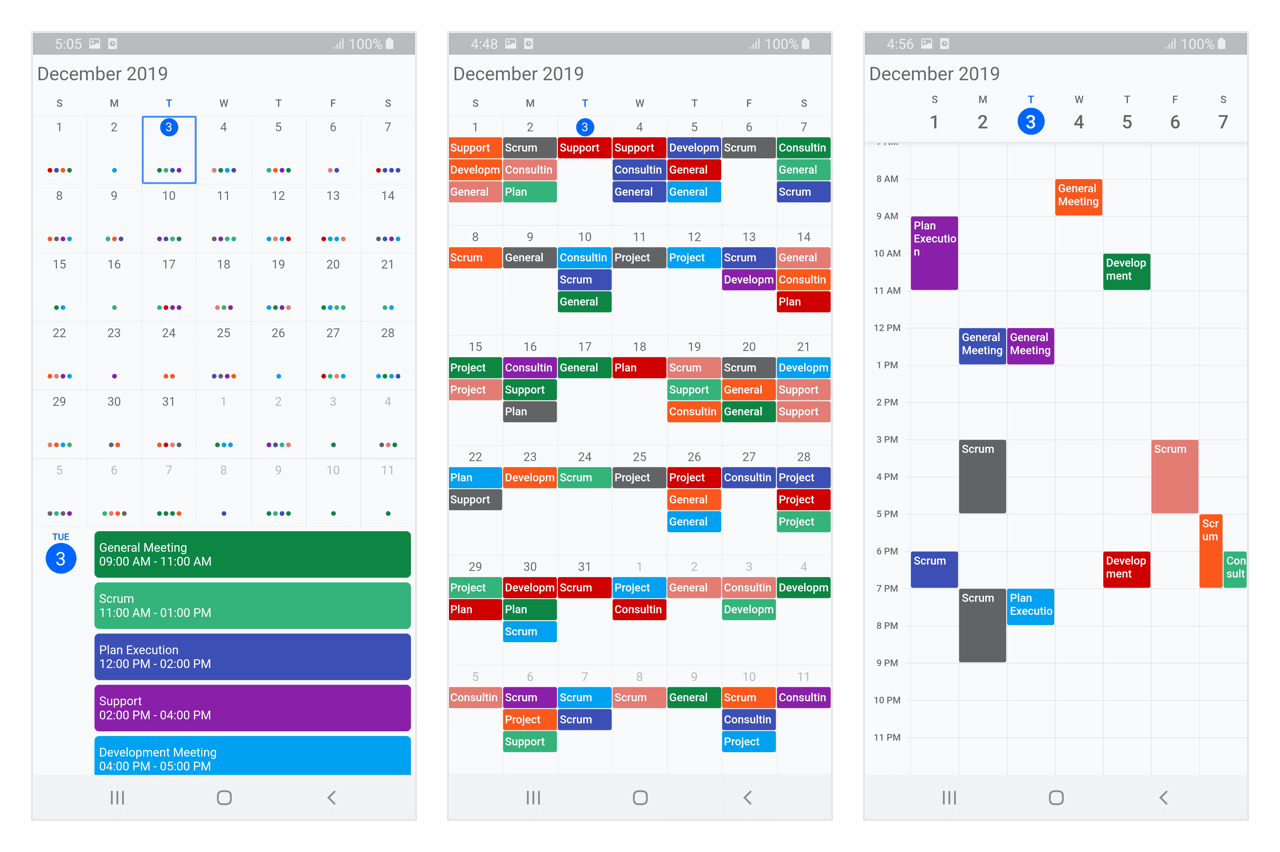 5:05 100%
December 2019
S M T W T F S
1 2 3 4 5 6 7
8 9 10 11 12 13 14
15 16 17 18 19 20 21
22 23 24 25 26 27 28
29 30 31 1 2 3 4
5 6 7 8 9 10 11
TUE
3
General Meeting
09:00 AM - 11:00 AM
Scrum
11:00 AM - 01:00 PM
Plan Execution
12:00 PM - 02:00 PM
Support
02:00 PM - 04:00 PM
Development Meeting
04:00 PM - 05:00 PM
4:48 100%
December 2019
S M T W T F S
1 2 3 4 5 6 7
Support Scrum Support Support Developm Scrum Consultin
Developm Consultin Consultin General General
General Plan General General Scrum
8 9 10 11 12 13 14
Scrum General Consultin Project Project Scrum General
Scrum Developm Consultin
General Plan
15 16 17 18 19 20 21
Project Consultin General Plan Scrum Scrum Developm
Project Support Support General Support
Plan Consultin General Support
22 23 24 25 26 27 28
Plan Developm Scrum Project Project Consultin Project
Support General Project
General Project
29 30 31 1 2 3 4
Project Developm Scrum Project General Consultin Developm
Plan Plan Consultin Developm
Scrum
5 6 7 8 9 10 11
Consultin Scrum Scrum Scrum General Scrum Consultin
Project Scrum Consultin
Support Project
4:56 100%
December 2019
S M T W T F S
1 2 3 4 5 6 7
8 AM
General
Meeting
9 AM
Plan
Executio
n
10 AM
Develop
ment
11 AM
12 PM
General General
Meeting Meeting
1 PM
2 PM
3 PM
Scrum Scrum
4 PM
5 PM
Scr
um
6 PM
Scrum Develop Con
ment sult
7 PM
Scrum Plan
Executio
8 PM
9 PM
10 PM
11 PM